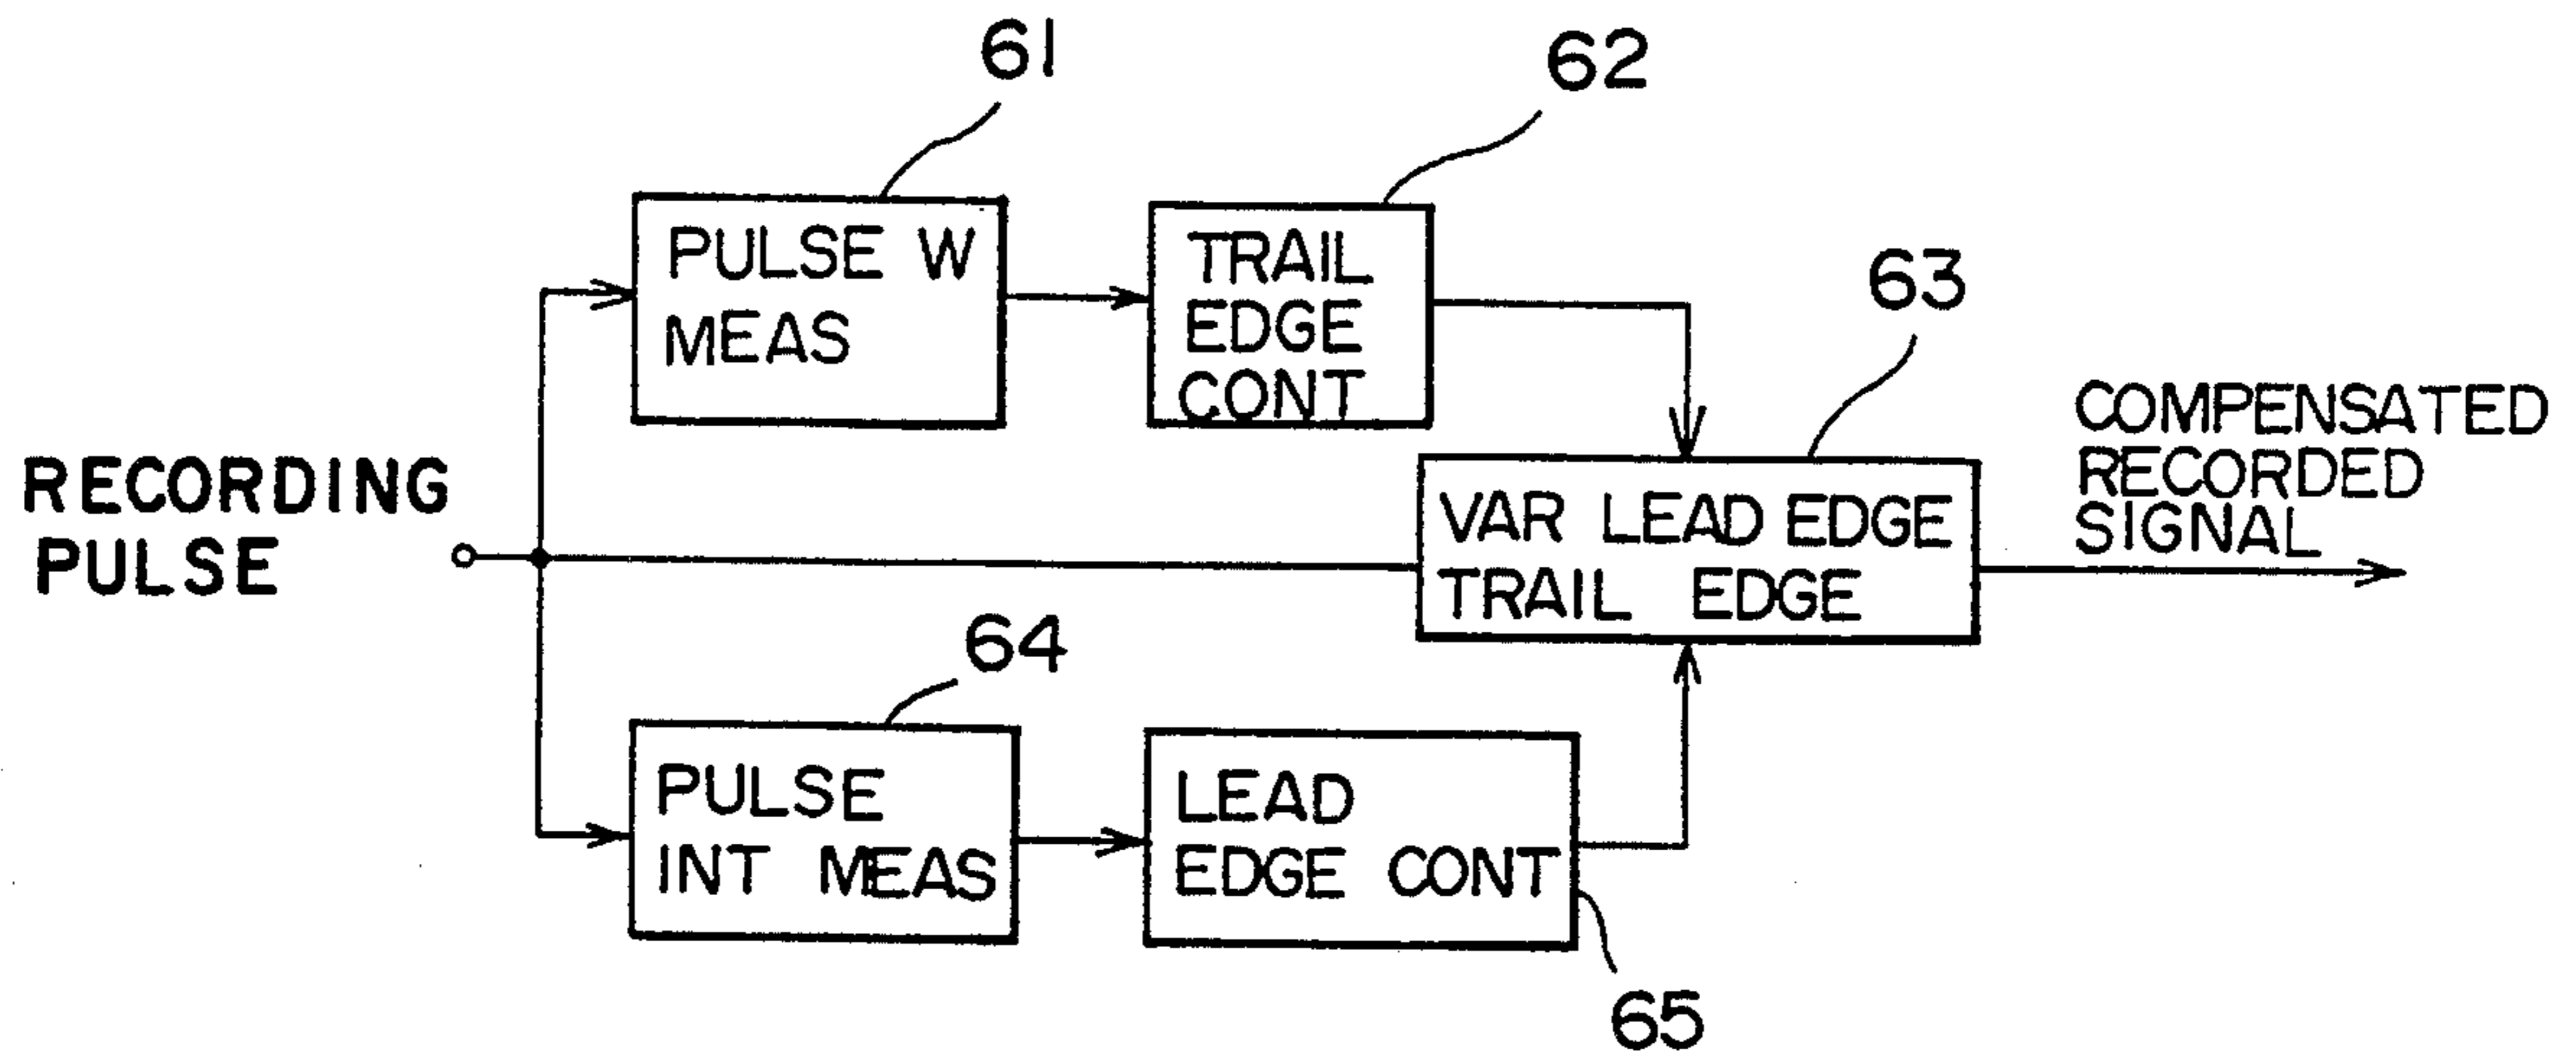 61
62
PULSE W
MEAS
TRAIL
EDGE
CONT
63
COMPENSATED
RECORDED
SIGNAL
RECORDING
PULSE
VAR LEAD EDGE
TRAIL EDGE
64
PULSE
INT MEAS
LEAD
EDGE CONT
65